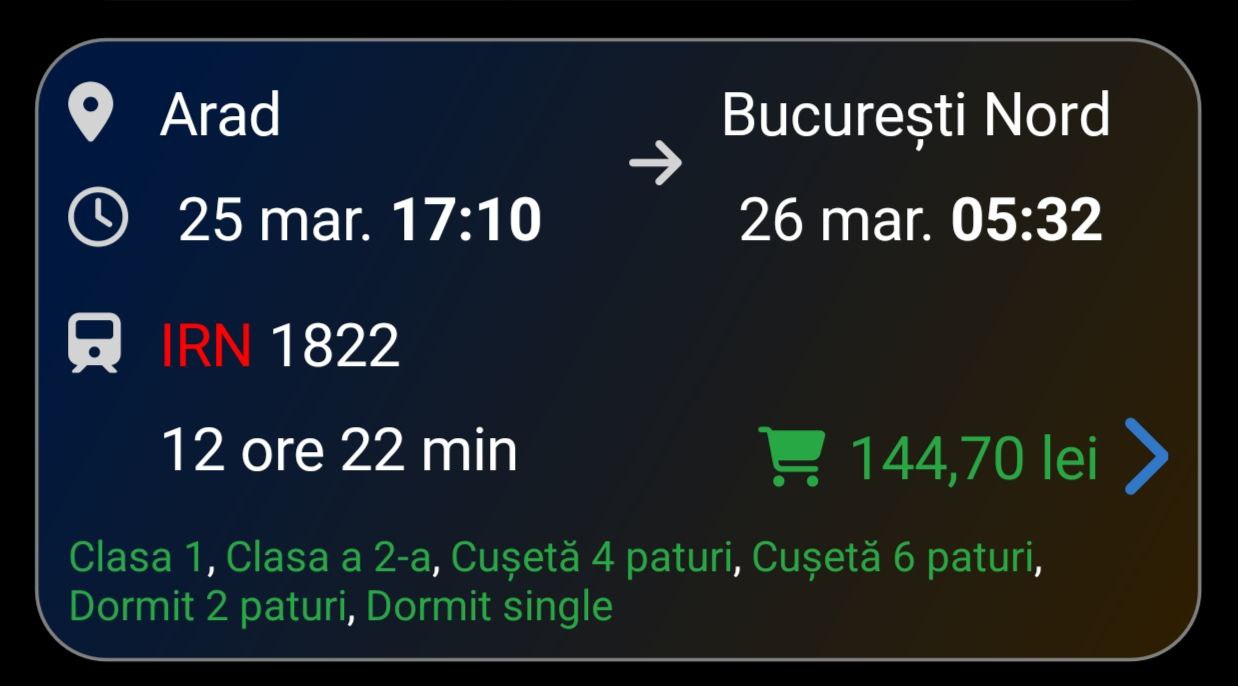 Arad
București Nord
25 mar. 17:10
26 mar. 05:32
IRN 1822
12 ore 22 min
144,70 lei
Clasa 1, Clasa a 2-a, Cușetă 4 paturi, Cușetă 6 paturi,
Dormit 2 paturi, Dormit single